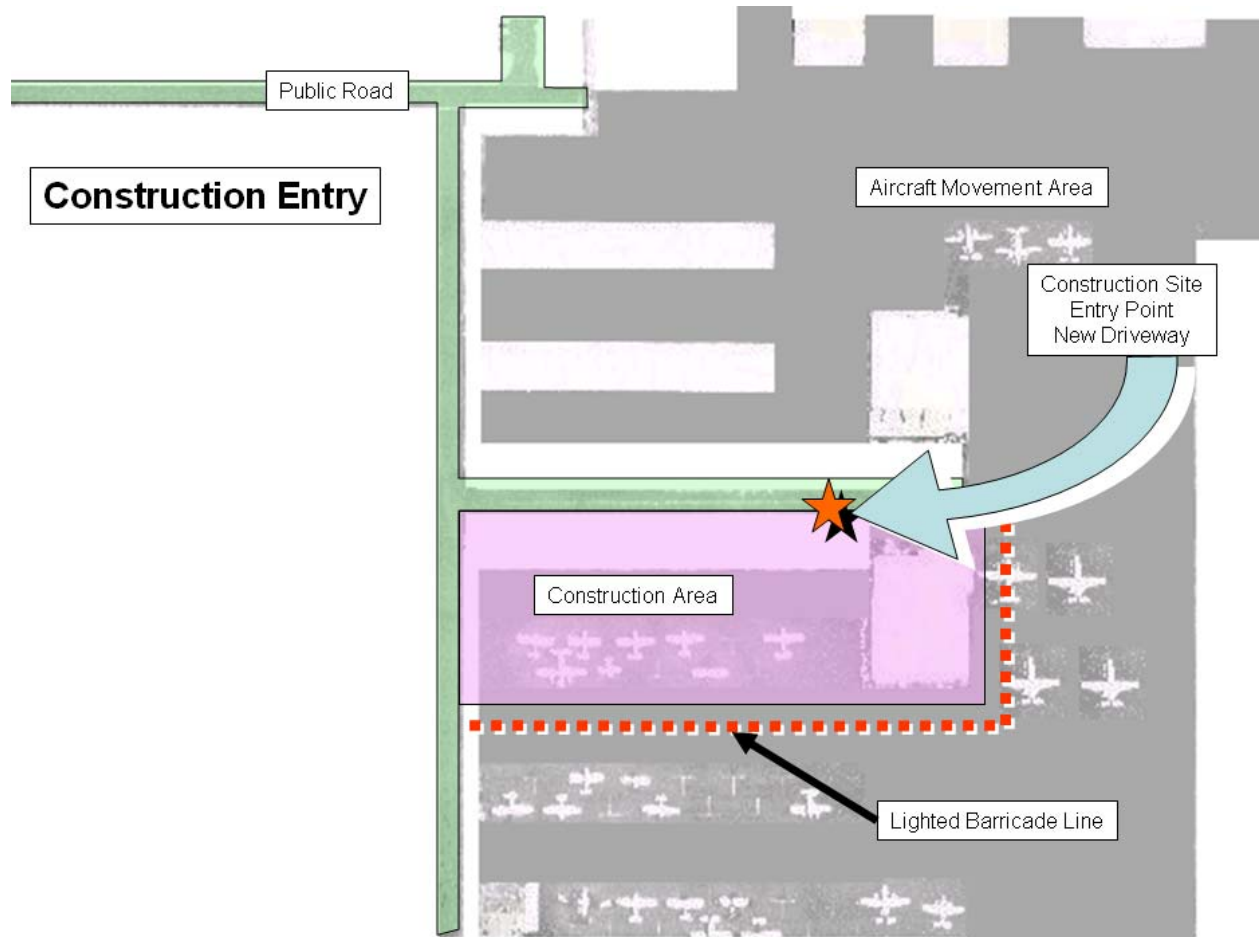 Public Road
Construction Entry
Aircraft Movement Area
Construction Site
Entry Point
New Driveway
Construction Area
Lighted Barricade Line